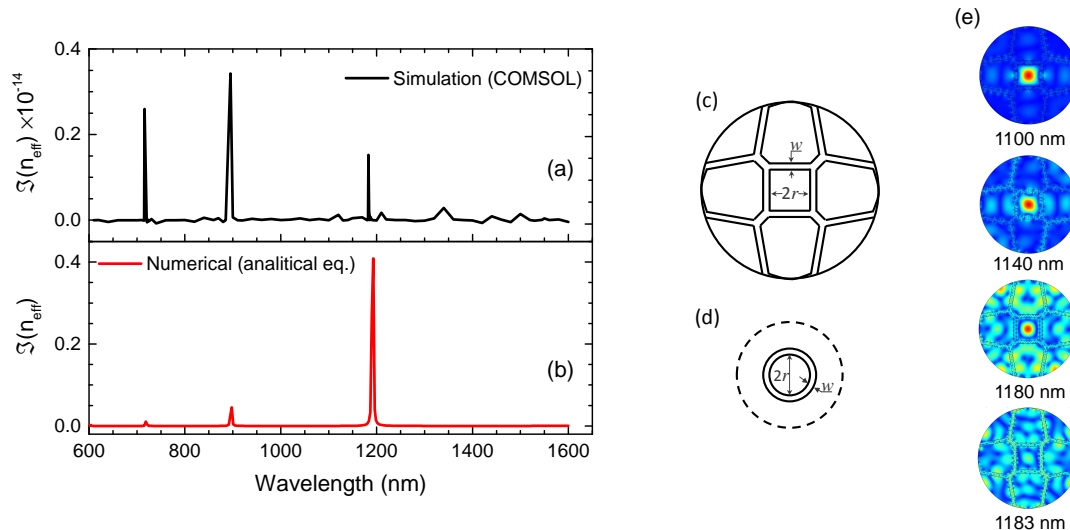 0.4
0.2
0.0
ℑ(n_eff) ×10^-14
Simulation (COMSOL)
(a)
0.4
0.2
0.0
ℑ(n_eff)
Numerical (analitical eq.)
(b)
600 800 1000 1200 1400 1600
Wavelength (nm)
(c)
w
2r
(d)
2r
w
(e)
1100 nm
1140 nm
1180 nm
1183 nm